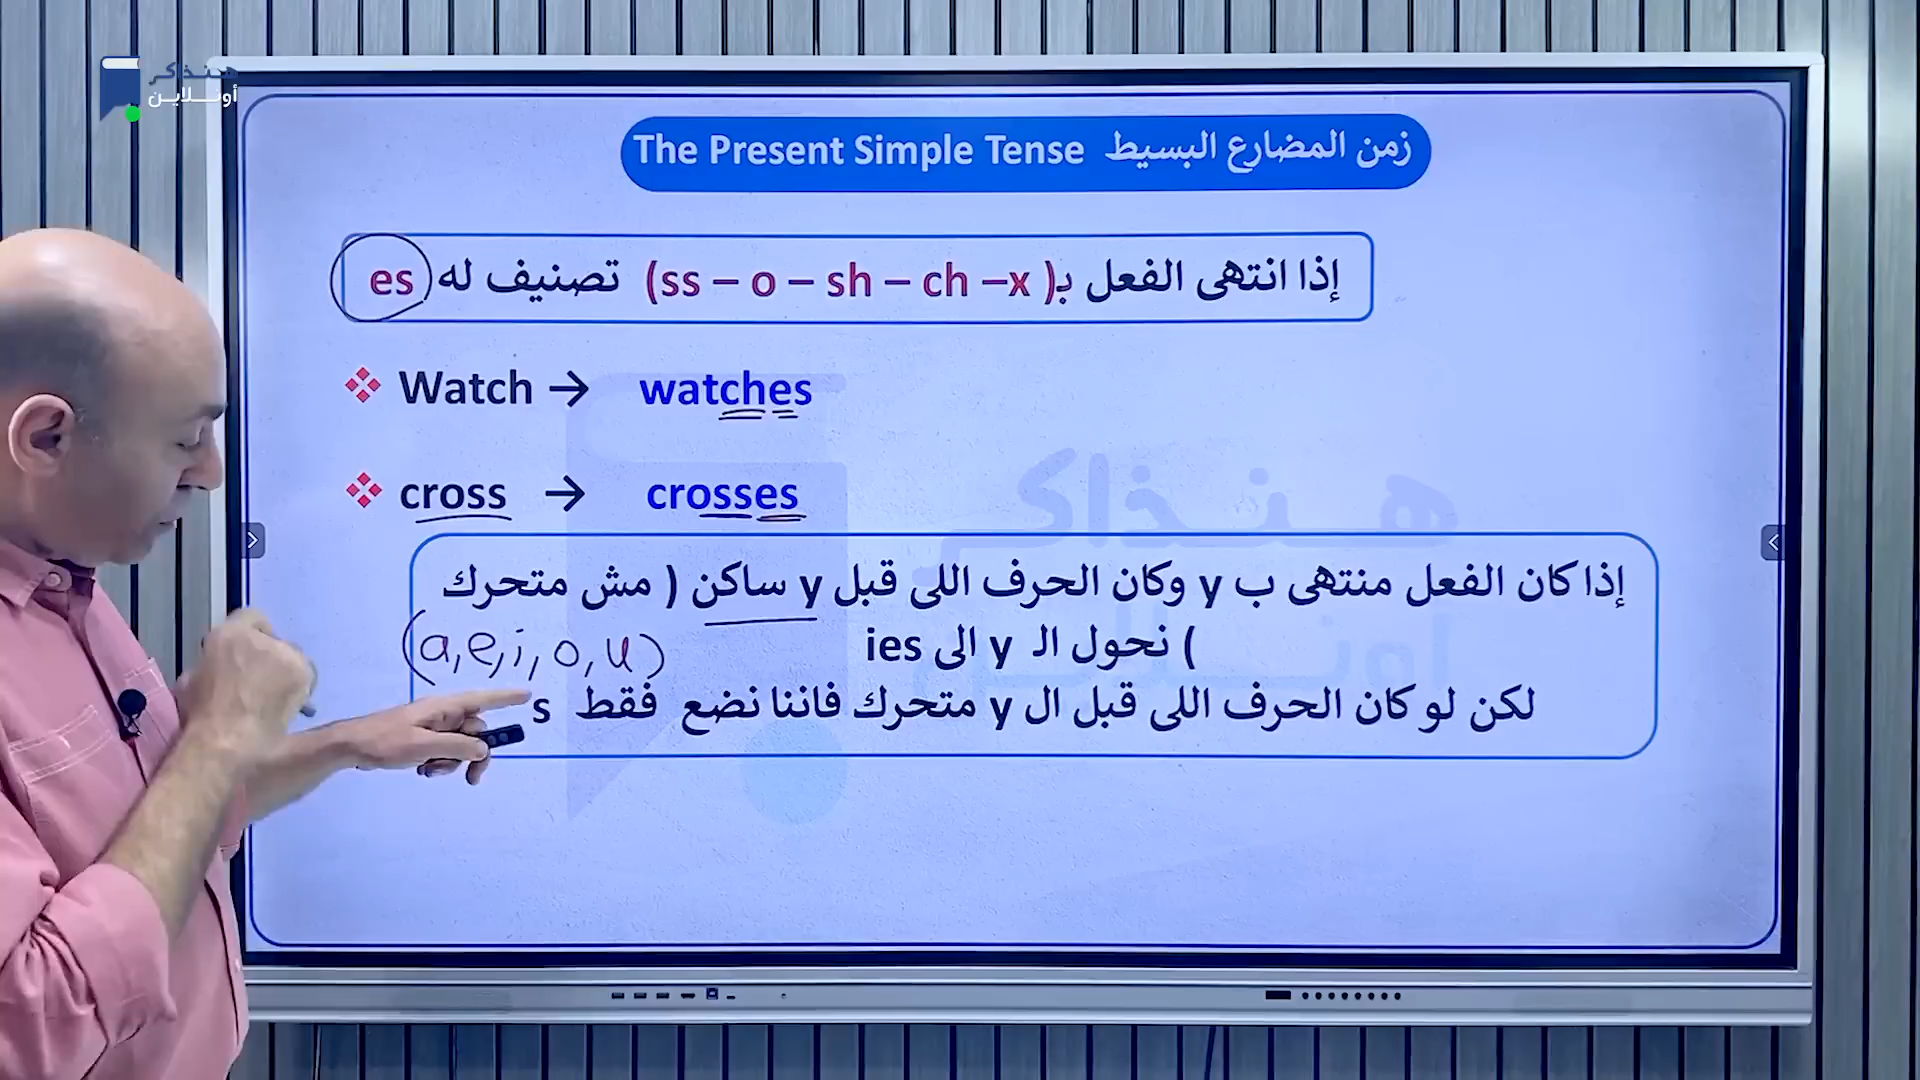 هنذاكر
أونلاين
The Present Simple Tense زمن المضارع البسيط
إذا انتهى الفعل بـ( ss – o – sh – ch –x) تصنيف له es
Watch → watches
cross → crosses
إذا كان الفعل منتهى ب y وكان الحرف اللى قبل y ساكن ( مش متحرك
) نحول الـ y الى ies
(a,e,i,o,u)
لكن لو كان الحرف اللى قبل ال y متحرك فاننا نضع فقط s
هنذاكر
أونلاين